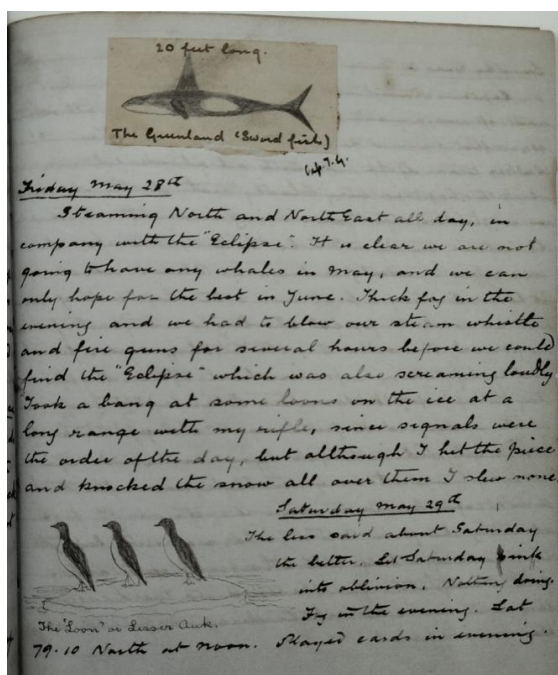 20 feet long.
The Greenland (Sword fish)
Friday May 28th
Steaming North and North East all day, in
company with the "Eclipse". It is clear we are not
going to have any whales in May, and we can
only hope for the best in June. Thick fog in the
evening and we had to blow our steam whistle
and fire guns for several hours before we could
find the "Eclipse" which was also screaming loudly
Took a bang at some loons on the ice at a
long range with my rifle, since signals were
the order of the day, but although I hit the piece
and knocked the snow all over them I slew none
Saturday May 29th
The less said about Saturday
the better. Let Saturday sink
into oblivion. Nothing doing.
Fog in the evening. Lat
The 'Loon' or Lesser Auk.
79.10 North at noon. Played cards in evening.